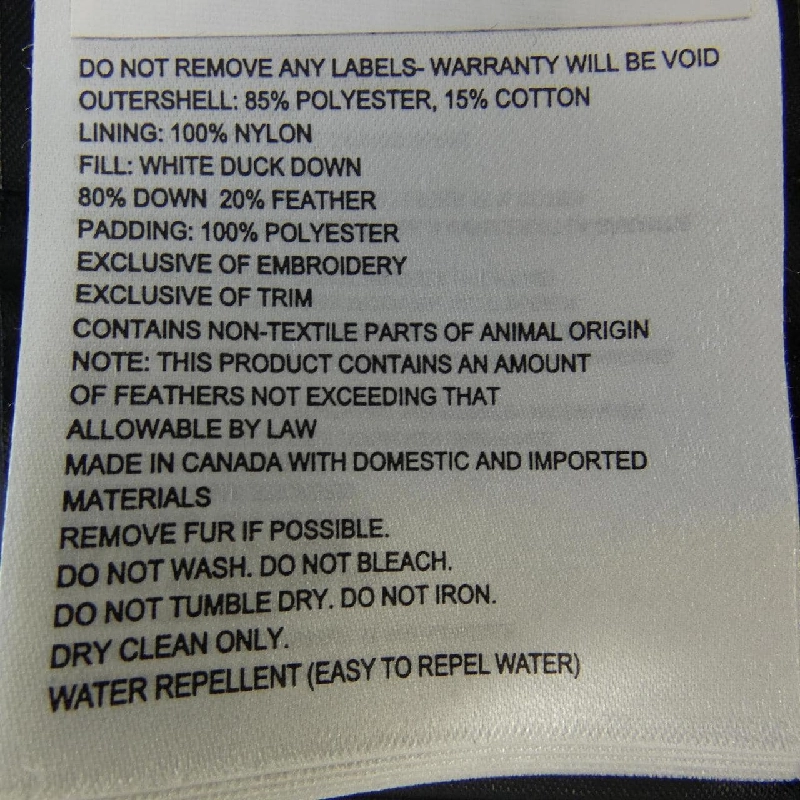 DO NOT REMOVE ANY LABELS- WARRANTY WILL BE VOID
OUTERSHELL: 85% POLYESTER, 15% COTTON
LINING: 100% NYLON
FILL: WHITE DUCK DOWN
80% DOWN 20% FEATHER
PADDING: 100% POLYESTER
EXCLUSIVE OF EMBROIDERY
EXCLUSIVE OF TRIM
CONTAINS NON-TEXTILE PARTS OF ANIMAL ORIGIN
NOTE: THIS PRODUCT CONTAINS AN AMOUNT
OF FEATHERS NOT EXCEEDING THAT
ALLOWABLE BY LAW
MADE IN CANADA WITH DOMESTIC AND IMPORTED
MATERIALS
REMOVE FUR IF POSSIBLE.
DO NOT WASH. DO NOT BLEACH.
DO NOT TUMBLE DRY. DO NOT IRON.
DRY CLEAN ONLY.
WATER REPELLENT (EASY TO REPEL WATER)